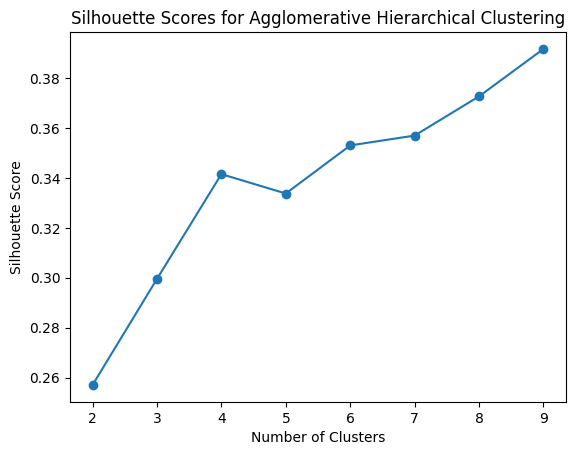 Silhouette Scores for Agglomerative Hierarchical Clustering
Silhouette Score
0.38
0.36
0.34
0.32
0.30
0.28
0.26
2 3 4 5 6 7 8 9
Number of Clusters